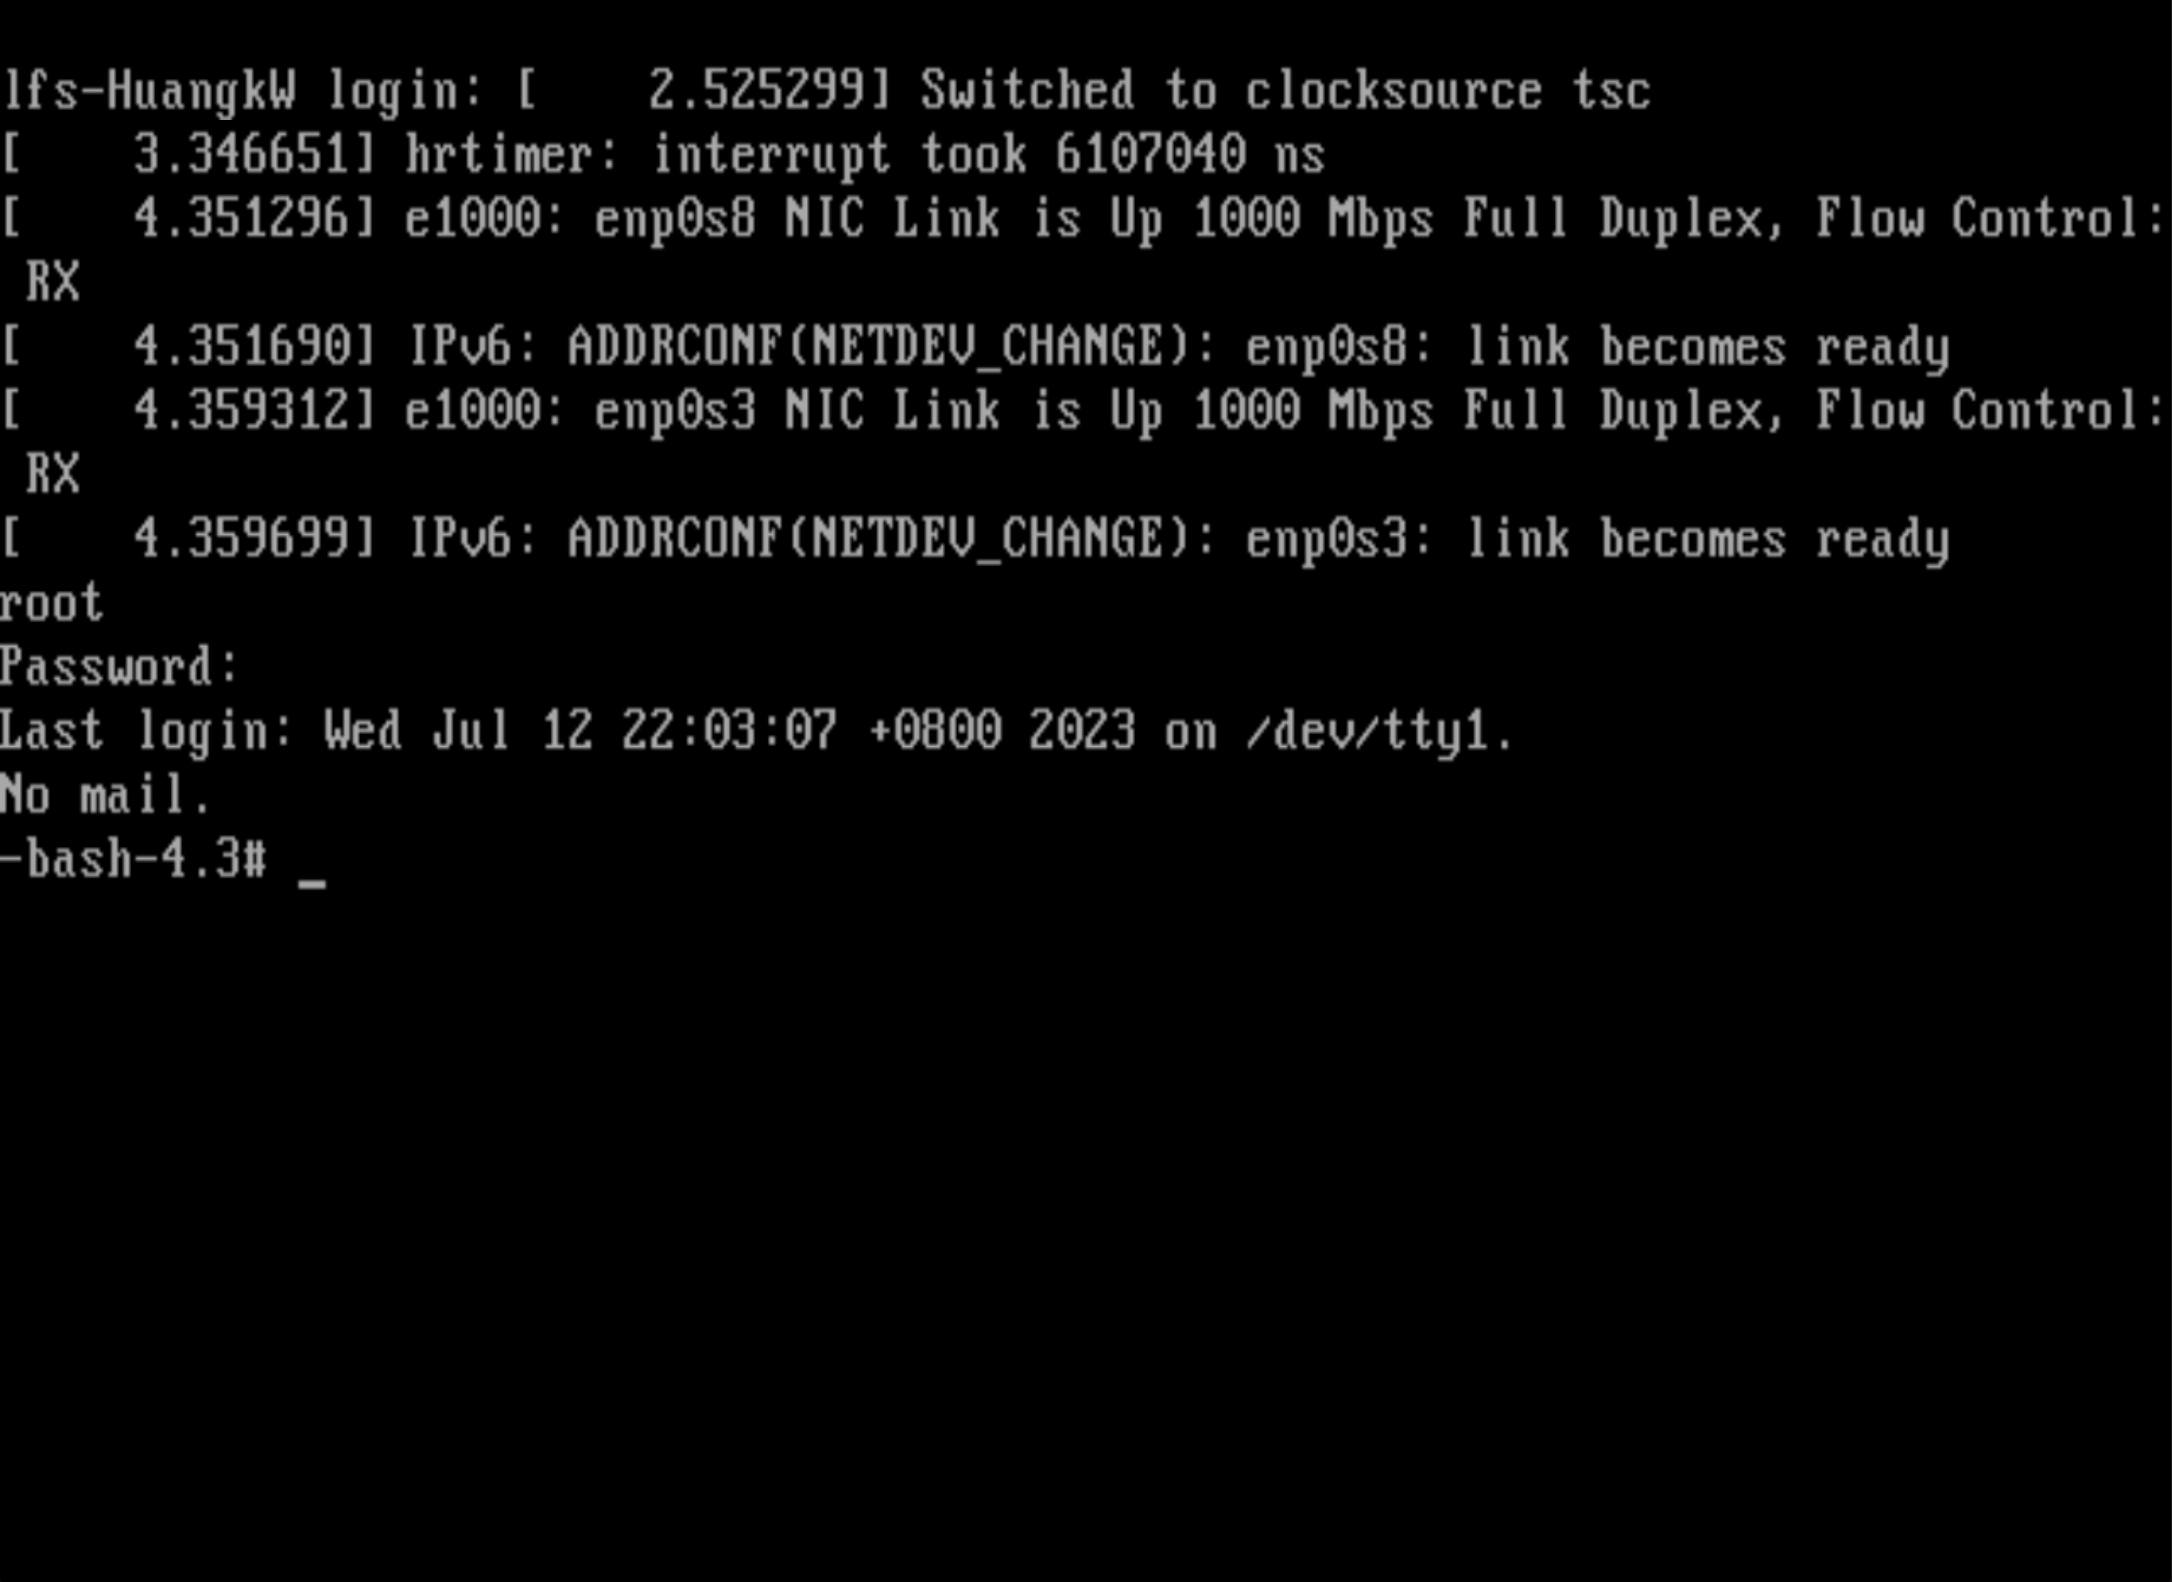 lfs-HuangkW login: [    2.525299] Switched to clocksource tsc
[    3.346651] hrtimer: interrupt took 6107040 ns
[    4.351296] e1000: enp0s8 NIC Link is Up 1000 Mbps Full Duplex, Flow Control:
 RX
[    4.351690] IPv6: ADDRCONF(NETDEV_CHANGE): enp0s8: link becomes ready
[    4.359312] e1000: enp0s3 NIC Link is Up 1000 Mbps Full Duplex, Flow Control:
 RX
[    4.359699] IPv6: ADDRCONF(NETDEV_CHANGE): enp0s3: link becomes ready
root
Password:
Last login: Wed Jul 12 22:03:07 +0800 2023 on /dev/tty1.
No mail.
-bash-4.3# _